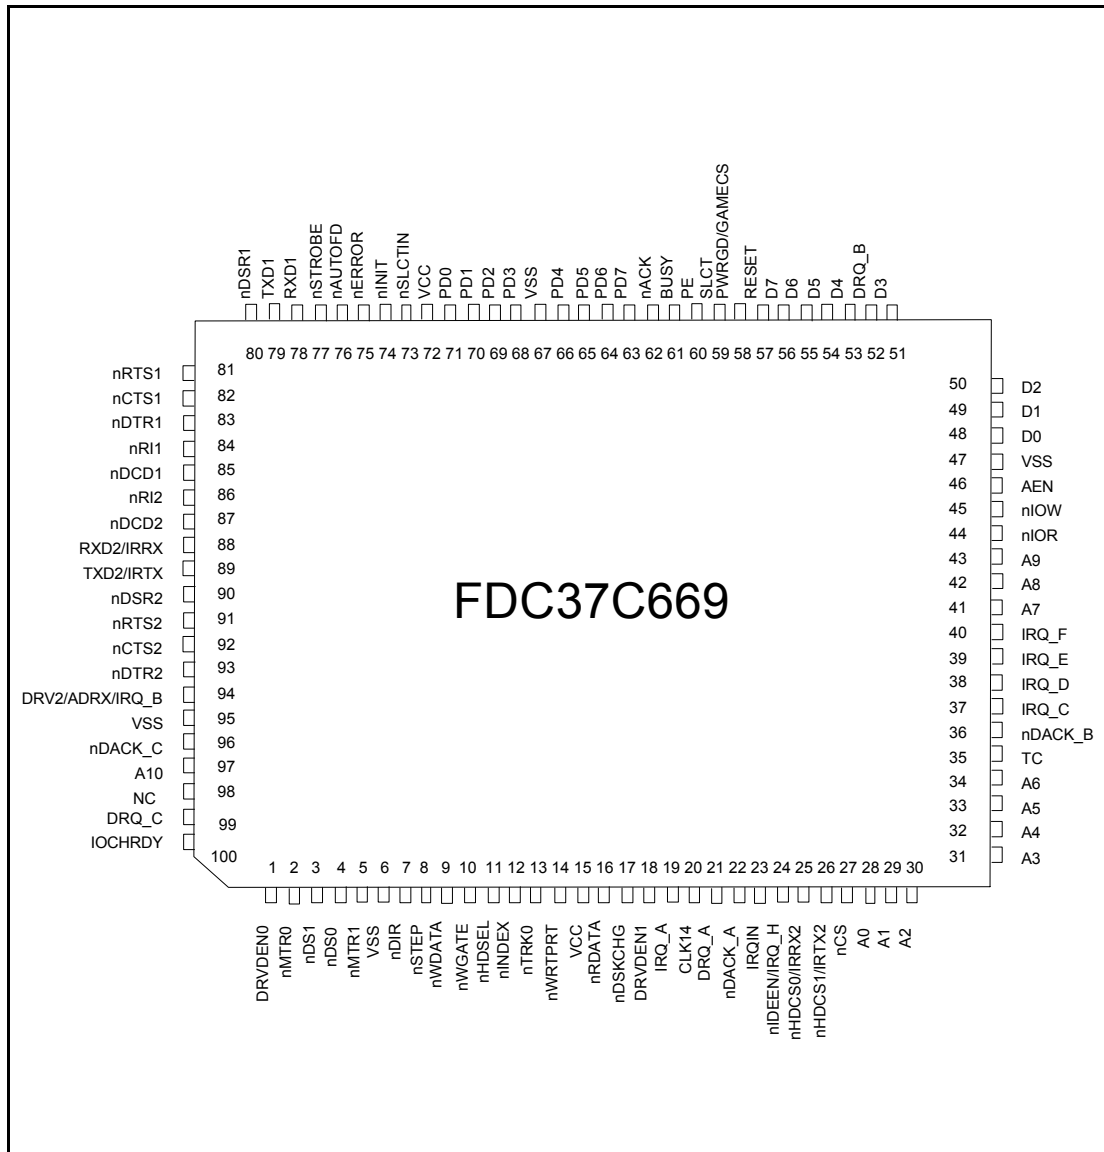 nDSR1
TXD1
RXD1
nSTROBE
nAUTOFD
nERROR
nINIT
nSLCTIN
VCC
PD0
PD1
PD2
PD3
VSS
PD4
PD5
PD6
PD7
nACK
BUSY
PE
SLCT
PWRGD/GAMECS
RESET
D7
D6
D5
D4
DRQ_B
D3
80 79 78 77 76 75 74 73 72 71 70 69 68 67 66 65 64 63 62 61 60 59 58 57 56 55 54 53 52 51
nRTS1 81
nCTS1 82
nDTR1 83
nRI1 84
nDCD1 85
nRI2 86
nDCD2 87
RXD2/IRRX 88
TXD2/IRTX 89
nDSR2 90
nRTS2 91
nCTS2 92
nDTR2 93
DRV2/ADRX/IRQ_B 94
VSS 95
nDACK_C 96
A10 97
NC 98
DRQ_C 99
IOCHRDY 100
FDC37C669
50 D2
49 D1
48 D0
47 VSS
46 AEN
45 nIOW
44 nIOR
43 A9
42 A8
41 A7
40 IRQ_F
39 IRQ_E
38 IRQ_D
37 IRQ_C
36 nDACK_B
35 TC
34 A6
33 A5
32 A4
31 A3
1 2 3 4 5 6 7 8 9 10 11 12 13 14 15 16 17 18 19 20 21 22 23 24 25 26 27 28 29 30
DRVDEN0
nMTR0
nDS1
nDS0
nMTR1
VSS
nDIR
nSTEP
nWDATA
nWGATE
nHDSEL
nINDEX
nTRK0
nWRTPRT
VCC
nRDATA
nDSKCHG
DRVDEN1
IRQ_A
CLK14
DRQ_A
nDACK_A
IRQIN
nIDEEN/IRQ_H
nHDCS0/IRRX2
nHDCS1/IRTX2
nCS
A0
A1
A2